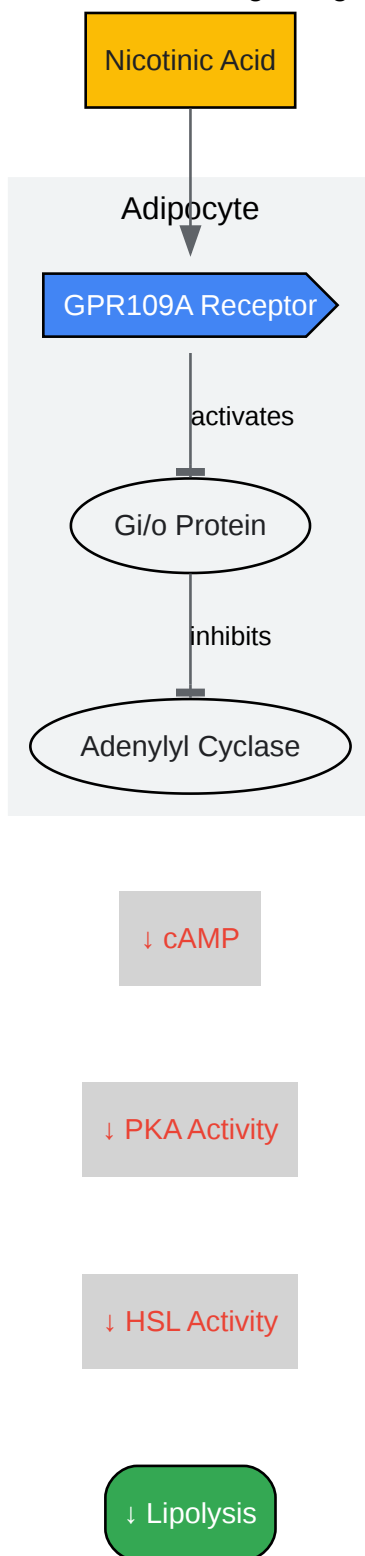 Nicotinic Acid
Adipocyte
GPR109A Receptor
activates
Gi/o Protein
inhibits
Adenylyl Cyclase
↓ cAMP
↓ PKA Activity
↓ HSL Activity
↓ Lipolysis